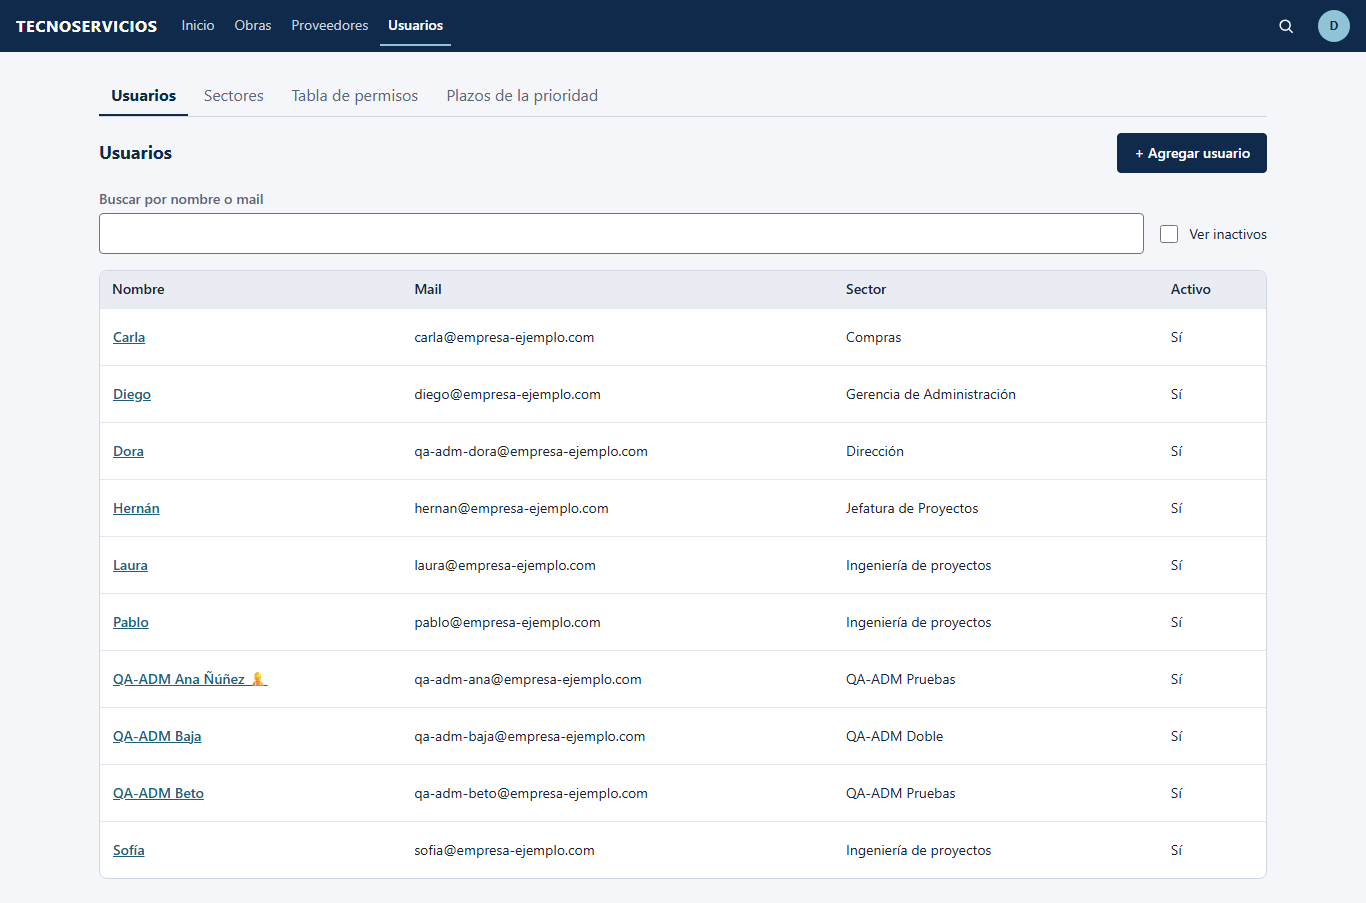 TECNOSERVICIOS Inicio Obras Proveedores Usuarios D
Usuarios Sectores Tabla de permisos Plazos de la prioridad
Usuarios + Agregar usuario
Buscar por nombre o mail
Ver inactivos
Nombre Mail Sector Activo
Carla carla@empresa-ejemplo.com Compras Sí
Diego diego@empresa-ejemplo.com Gerencia de Administración Sí
Dora qa-adm-dora@empresa-ejemplo.com Dirección Sí
Hernán hernan@empresa-ejemplo.com Jefatura de Proyectos Sí
Laura laura@empresa-ejemplo.com Ingeniería de proyectos Sí
Pablo pablo@empresa-ejemplo.com Ingeniería de proyectos Sí
QA-ADM Ana Ñúñez qa-adm-ana@empresa-ejemplo.com QA-ADM Pruebas Sí
QA-ADM Baja qa-adm-baja@empresa-ejemplo.com QA-ADM Doble Sí
QA-ADM Beto qa-adm-beto@empresa-ejemplo.com QA-ADM Pruebas Sí
Sofía sofia@empresa-ejemplo.com Ingeniería de proyectos Sí